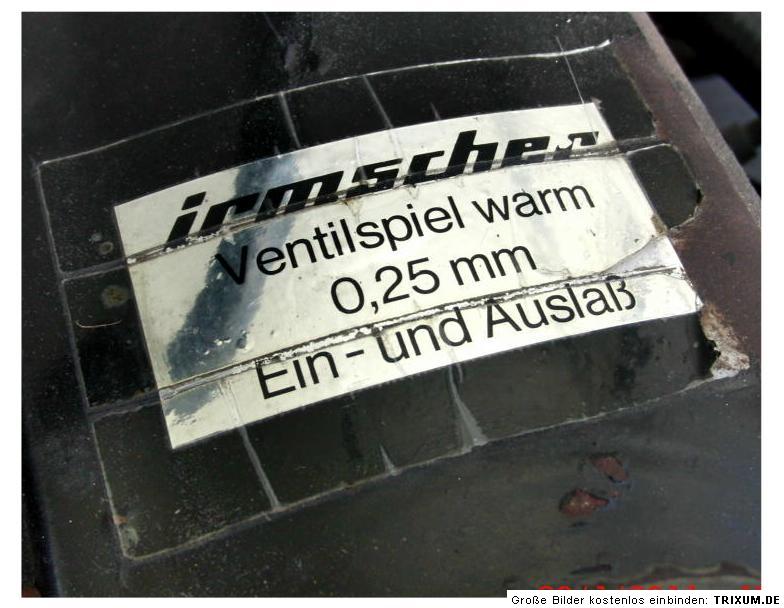 irmscher
Ventilspiel warm
0,25 mm
Ein- und Auslaß
Große Bilder kostenlos einbinden: TRIXUM.DE